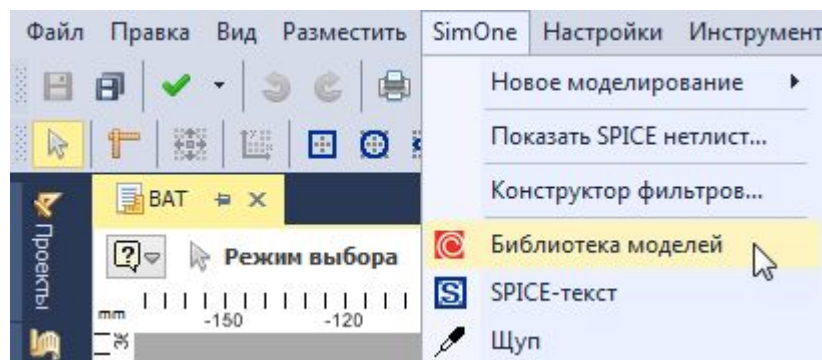 Файл Правка Вид Разместить SimOne Настройки Инструмент
Новое моделирование
Показать SPICE нетлист...
Конструктор фильтров...
Библиотека моделей
SPICE-текст
Щуп
BAT
Проекты
Режим выбора
mm -150 -120